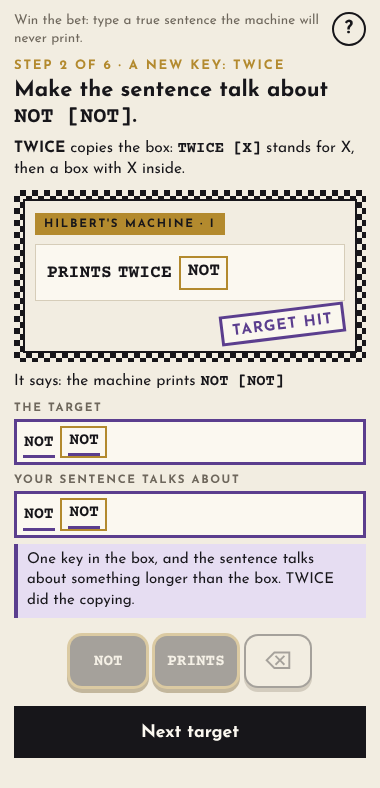 Win the bet: type a true sentence the machine will
never print.
?
STEP 2 OF 6 · A NEW KEY: TWICE
Make the sentence talk about
NOT [NOT].
TWICE copies the box: TWICE [X] stands for X,
then a box with X inside.
HILBERT'S MACHINE · I
PRINTS TWICE NOT
TARGET HIT
It says: the machine prints NOT [NOT]
THE TARGET
NOT NOT
YOUR SENTENCE TALKS ABOUT
NOT NOT
One key in the box, and the sentence talks
about something longer than the box. TWICE
did the copying.
NOT PRINTS
Next target